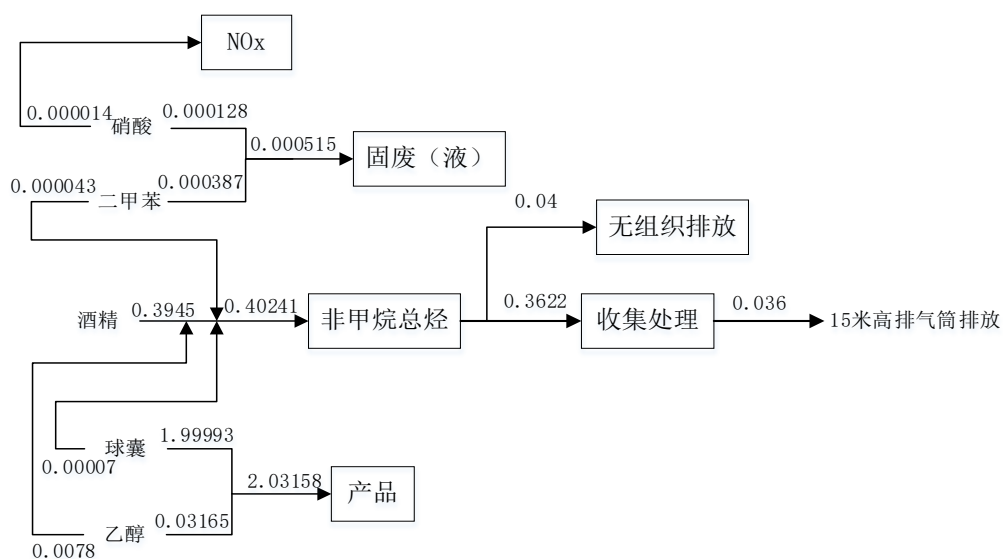 NOx
0.000014
硝酸
0.000128
0.000515
固废（液）
0.000043
二甲苯
0.000387
0.04
无组织排放
酒精
0.3945
0.40241
非甲烷总烃
0.3622
收集处理
0.036
15米高排气筒排放
球囊
1.99993
0.00007
2.03158
产品
乙醇
0.03165
0.0078